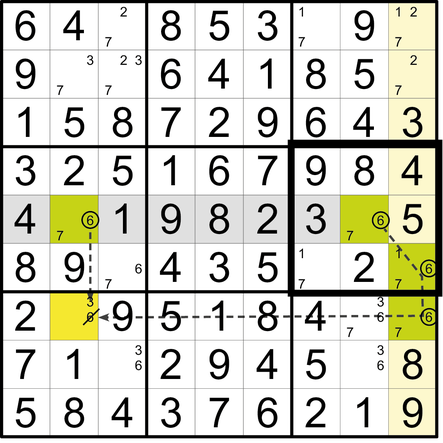 6 4 2 7 8 5 3 1 7 9 1 2 7
9 3 7 2 3 7 6 4 1 8 5 2 7
1 5 8 7 2 9 6 4 3
3 2 5 1 6 7 9 8 4
4 6 7 1 9 8 2 3 6 7 5
8 9 6 7 4 3 5 1 7 2 1 6 7
2 3 6 9 5 1 8 4 3 6 7 6 7
7 1 3 6 2 9 4 5 3 6 8
5 8 4 3 7 6 2 1 9